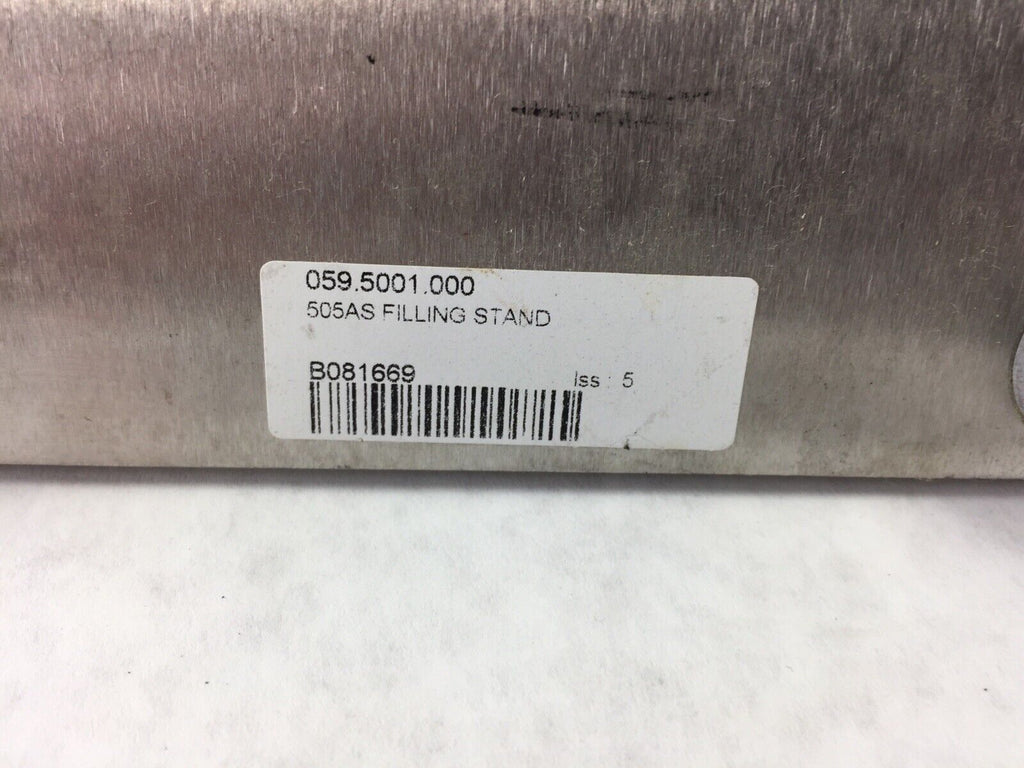 059.5001.000
505AS FILLING STAND
B081669 Iss : 5